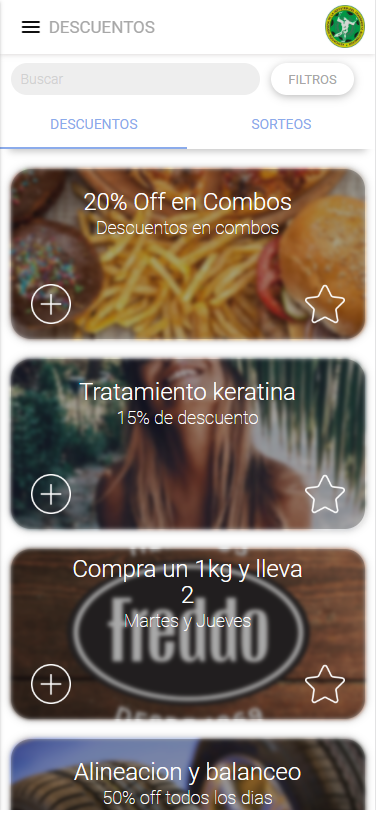 DESCUENTOS
Buscar
FILTROS
DESCUENTOS
SORTEOS
20% Off en Combos
Descuentos en combos
Tratamiento keratina
15% de descuento
Compra un 1kg y lleva
2
freddo
Martes y Jueves
Alineacion y balanceo
50% off todos los dias